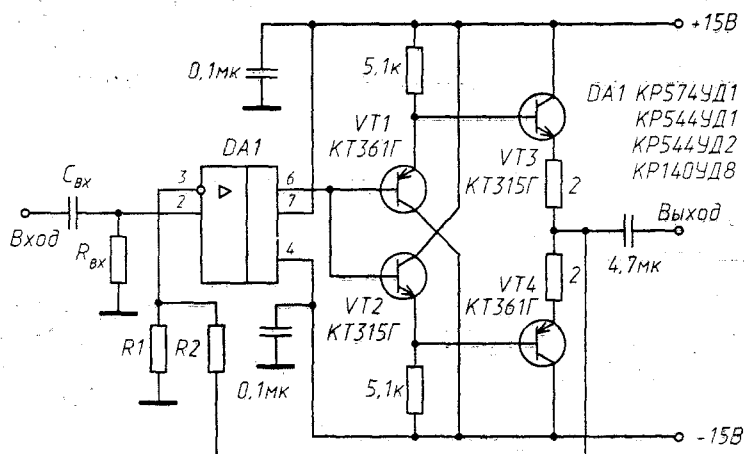 +15В
0,1мк
5,1к
DA1 КР574УД1
КР544УД1
КР544УД2
КР140УД8
VT1
КТ361Г
DA1
VT3
КТ315Г
2
3
2
6
7
4
Cвх
Вход
Rвх
Выход
4,7мк
VT2
КТ315Г
VT4
КТ361Г
2
R1
R2
0,1мк
5,1к
-15В